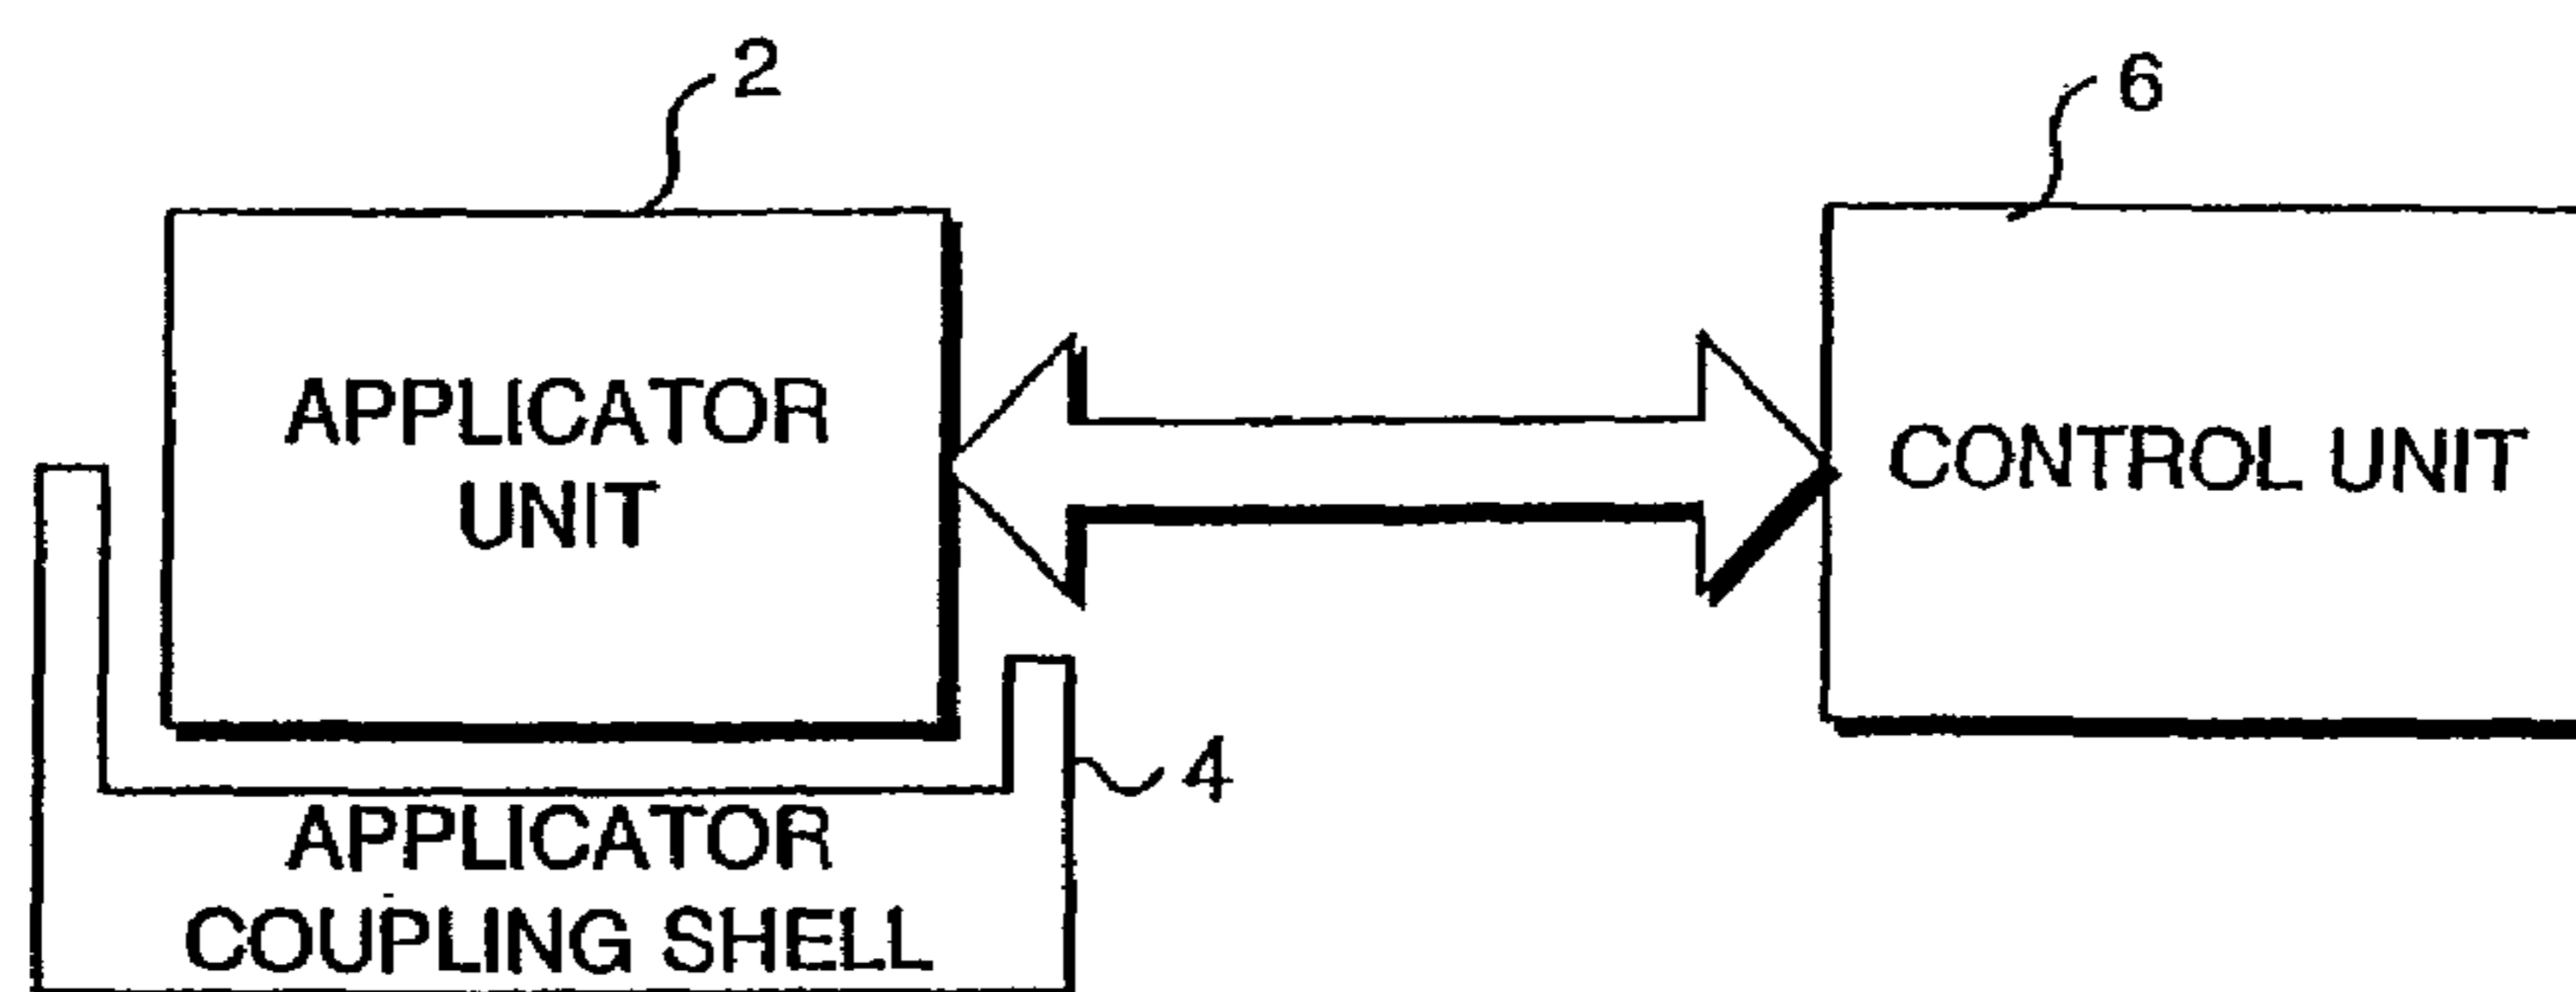 2
6
APPLICATOR
UNIT
CONTROL UNIT
4
APPLICATOR
COUPLING SHELL